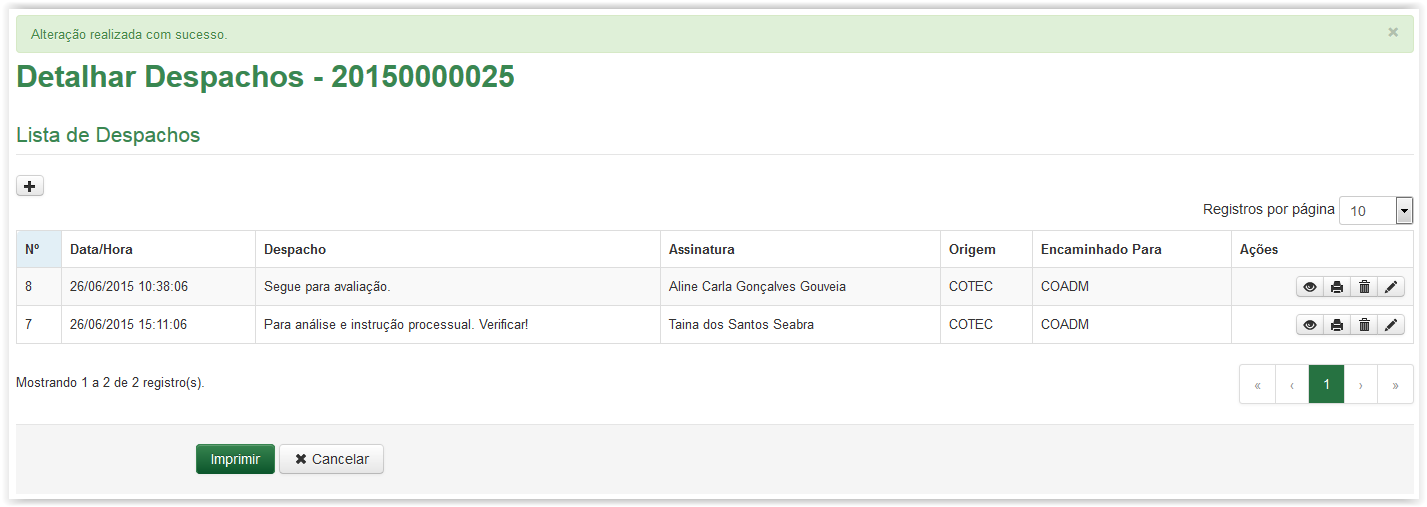 Alteração realizada com sucesso. ×
Detalhar Despachos - 20150000025
Lista de Despachos
Registros por página 10
Nº Data/Hora Despacho Assinatura Origem Encaminhado Para Ações
8 26/06/2015 10:38:06 Segue para avaliação. Aline Carla Gonçalves Gouveia COTEC COADM
7 26/06/2015 15:11:06 Para análise e instrução processual. Verificar! Taina dos Santos Seabra COTEC COADM
Mostrando 1 a 2 de 2 registro(s). « ‹ 1 › »
Imprimir Cancelar